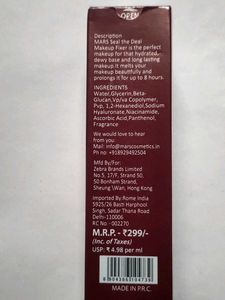 OPEN
Description
MARS Seal the Deal
Makeup Fixer is the perfect
makeup for that hydrated,
dewy base and long lasting
makeup it melts your
makeup beautifully and
prolongs it for up to 8 hours.
INGREDIENTS
Water,Glycerin,Beta-
Glucan,Vp/va Copolymer,
Pvp, 1,2-Hexanediol,Sodium
Hyaluronate,Niacinamide,
Ascorbic Acid,Panthenol,
Fragrance
We would love to hear
from you:
Mail id-
info@marscosmetics.in
Ph no: +918929492504
Mfd By/For:
Zebra Brands Limited
No.5, 17/F, Strand 50,
50 Bonham Strand,
Sheung \Wan, Hong Kong
Imported By:Rome India
5925/26 Basti Harphool
Singh, Sadar Thana Road
Delhi-110006
RC No. - 002270
M.R.P. - ₹299/-
(Inc. of Taxes)
USP: ₹ 4.98 per ml
MADE IN P.R.C